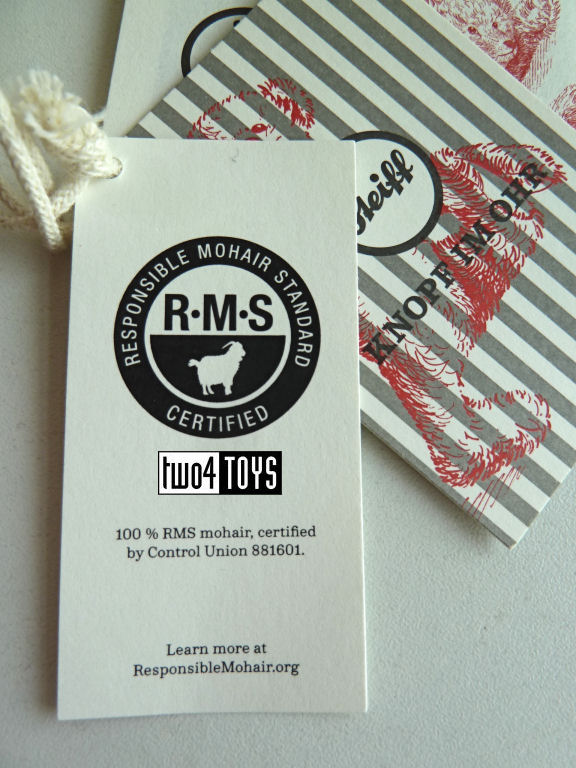 RESPONSIBLE MOHAIR STANDARD
R·M·S
CERTIFIED
two4TOYS
100 % RMS mohair, certified
by Control Union 881601.
Learn more at
ResponsibleMohair.org
Steiff
KNOPF IM OHR